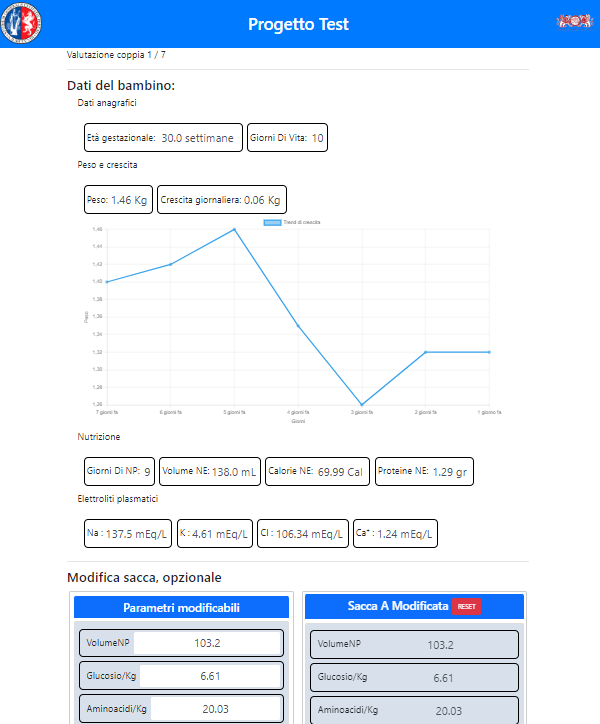 Progetto Test
Valutazione coppia 1 / 7
Dati del bambino:
Dati anagrafici
Età gestazionale: 30.0 settimane
Giorni Di Vita: 10
Peso e crescita
Peso: 1.46 Kg
Crescita giornaliera: 0.06 Kg
Trend di crescita
1,46
1,44
1,42
1,40
1,38
1,36
1,34
1,32
1,30
1,28
1,26
Peso
7 giorni fa
6 giorni fa
5 giorni fa
4 giorni fa
3 giorni fa
2 giorni fa
1 giorno fa
Giorni
Nutrizione
Giorni Di NP: 9
Volume NE: 138.0 mL
Calorie NE: 69.99 Cal
Proteine NE: 1.29 gr
Elettroliti plasmatici
Na : 137.5 mEq/L
K : 4.61 mEq/L
Cl : 106.34 mEq/L
Ca⁺ : 1.24 mEq/L
Modifica sacca, opzionale
Parametri modificabili
VolumeNP 103.2
Glucosio/Kg 6.61
Aminoacidi/Kg 20.03
Sacca A Modificata RESET
VolumeNP 103.2
Glucosio/Kg 6.61
Aminoacidi/Kg 20.03